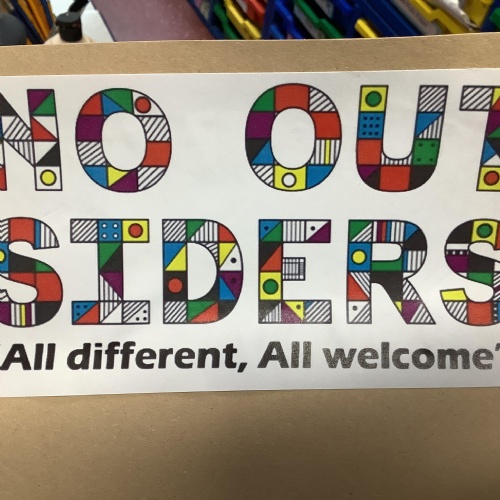 NO OUT
SIDERS
'All different, All welcome'